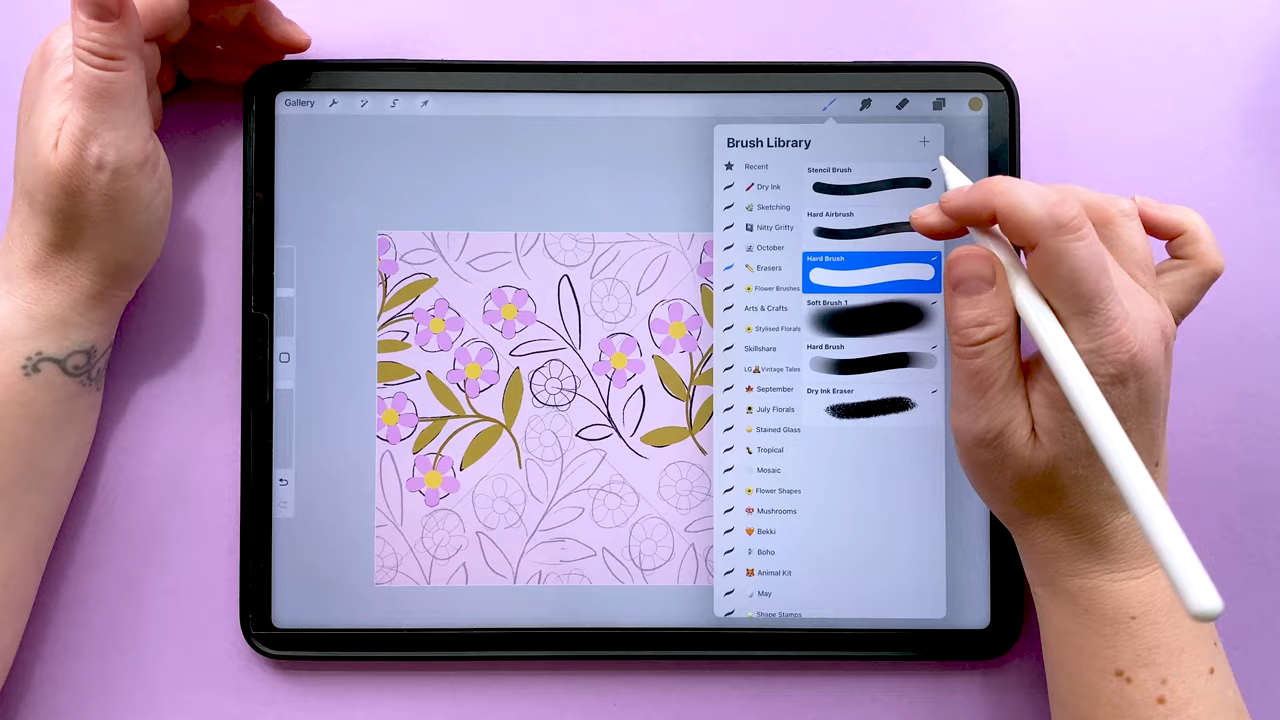 Gallery
Brush Library
Recent
Dry Ink
Sketching
Nitty Gritty
October
Erasers
Flower Brushes
Arts & Crafts
Stylised Florals
Skillshare
LG Vintage Tales
September
July Florals
Stained Glass
Tropical
Mosaic
Flower Shapes
Mushrooms
Bekki
Boho
Animal Kit
May
Shape Stamps
Stencil Brush
Hard Airbrush
Hard Brush
Soft Brush 1
Hard Brush
Dry Ink Eraser